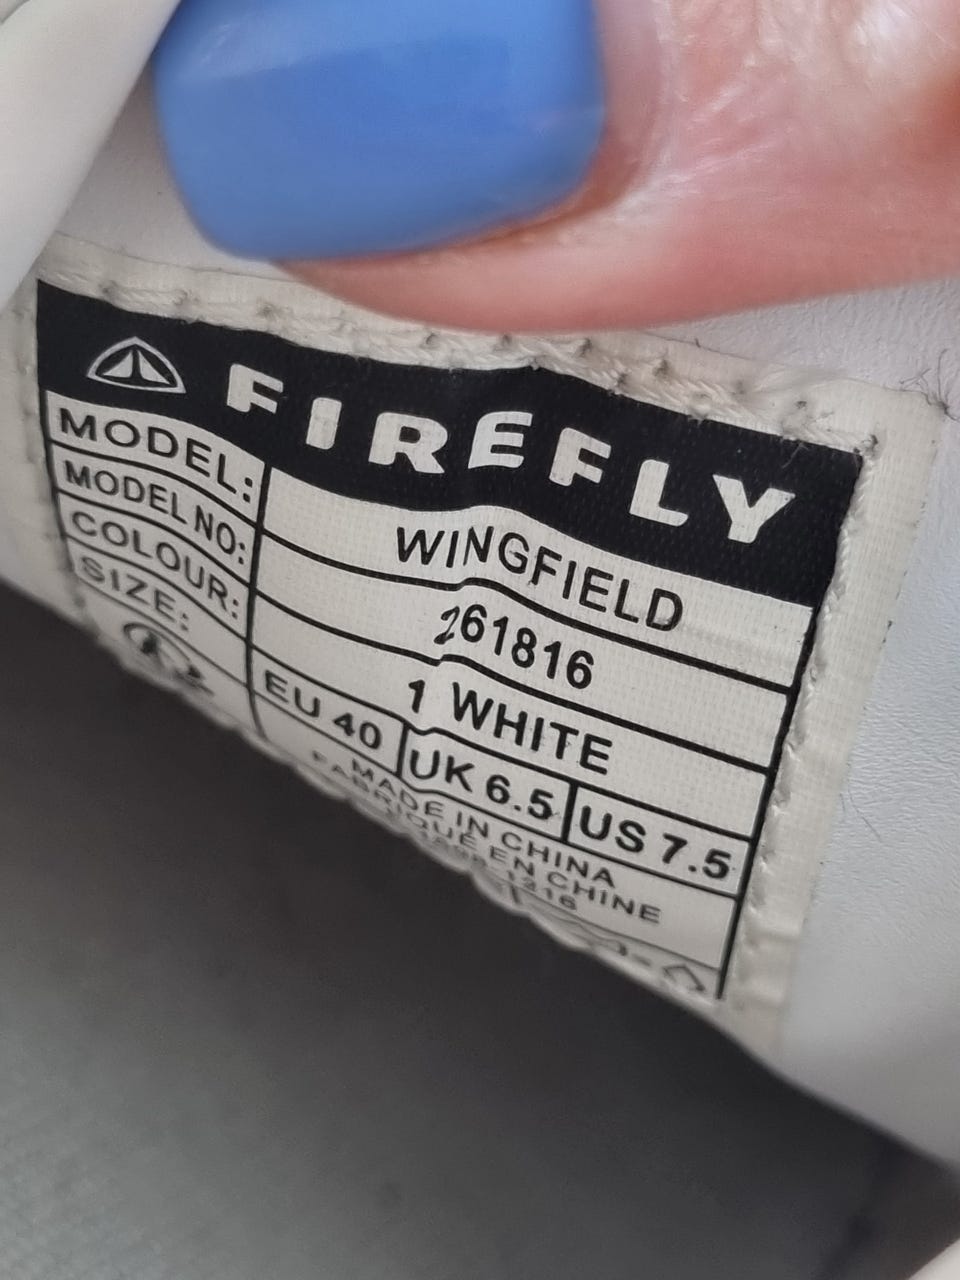 FIREFLY
MODEL: WINGFIELD
MODEL NO: 261816
COLOUR: 1 WHITE
SIZE: EU 40 UK 6.5 US 7.5
MADE IN CHINA
FABRIQUÉ EN CHINE